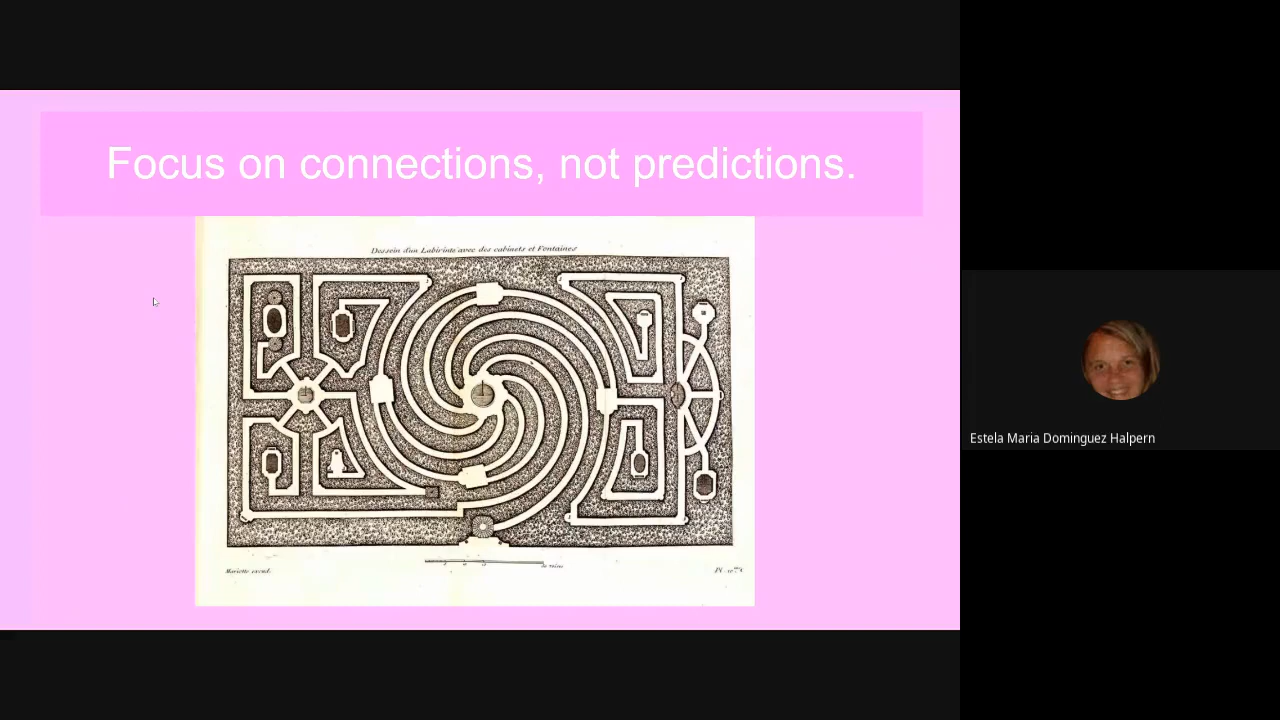 Focus on connections, not predictions.
Dessein d'un Labirinte avec des cabinets et Fontaines
Mariette excud.
Estela Maria Dominguez Halpern